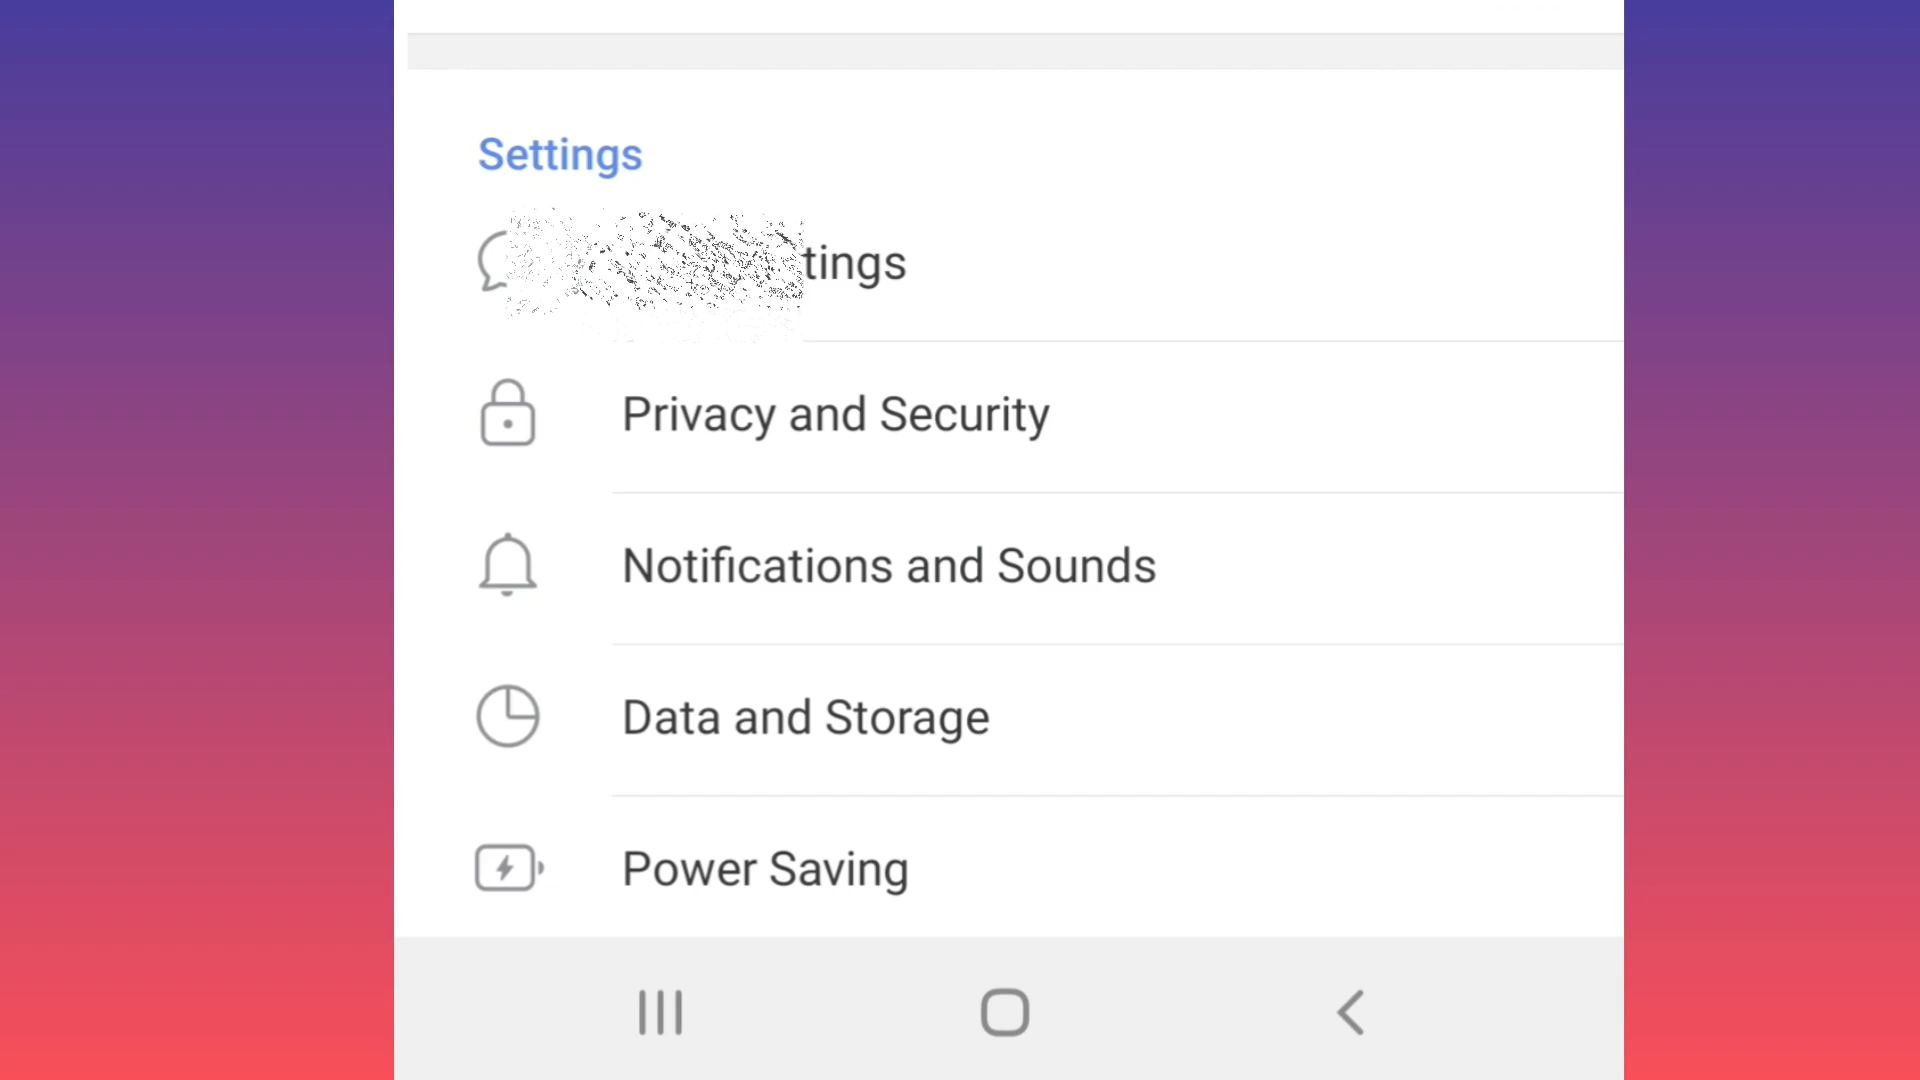 Settings
tings
Privacy and Security
Notifications and Sounds
Data and Storage
Power Saving